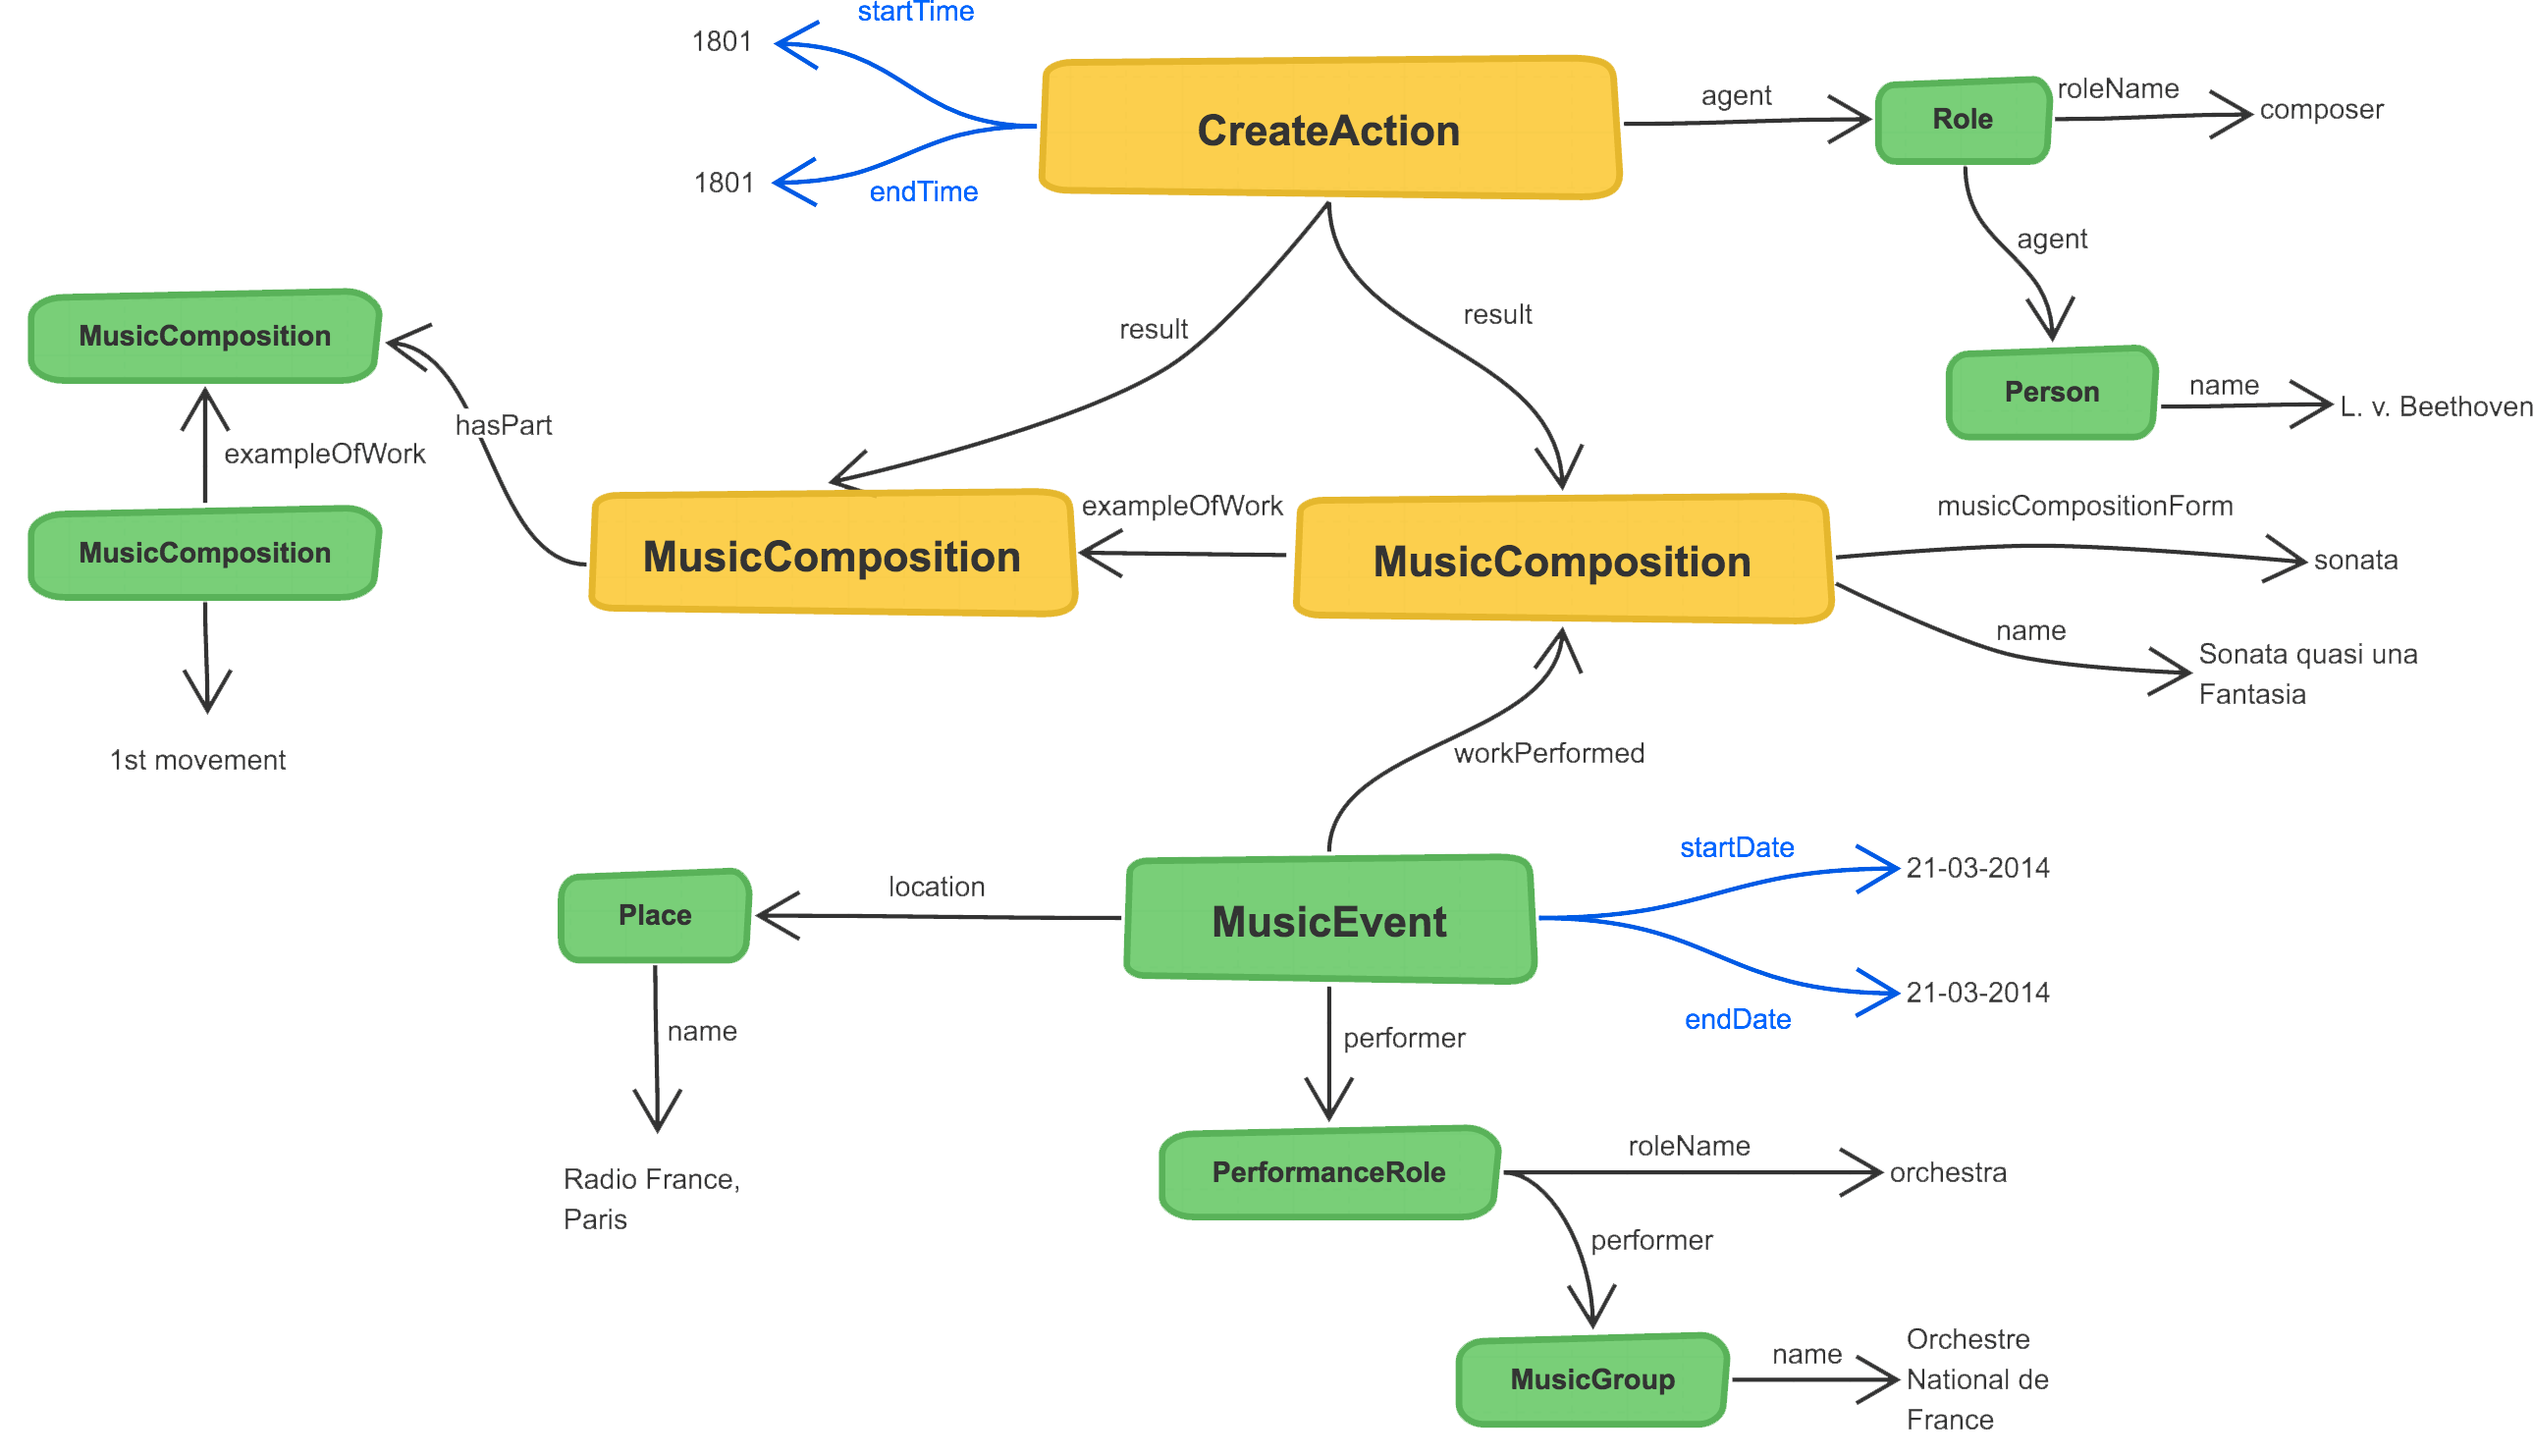 startTime
1801
CreateAction
agent
Role
roleName
composer
1801
endTime
agent
result
result
MusicComposition
Person
name
L. v. Beethoven
hasPart
exampleOfWork
exampleOfWork
musicCompositionForm
MusicComposition
MusicComposition
MusicComposition
sonata
name
Sonata quasi una
Fantasia
1st movement
workPerformed
startDate
21-03-2014
location
Place
MusicEvent
21-03-2014
endDate
name
performer
roleName
PerformanceRole
orchestra
Radio France,
Paris
performer
MusicGroup
name
Orchestre
National de
France